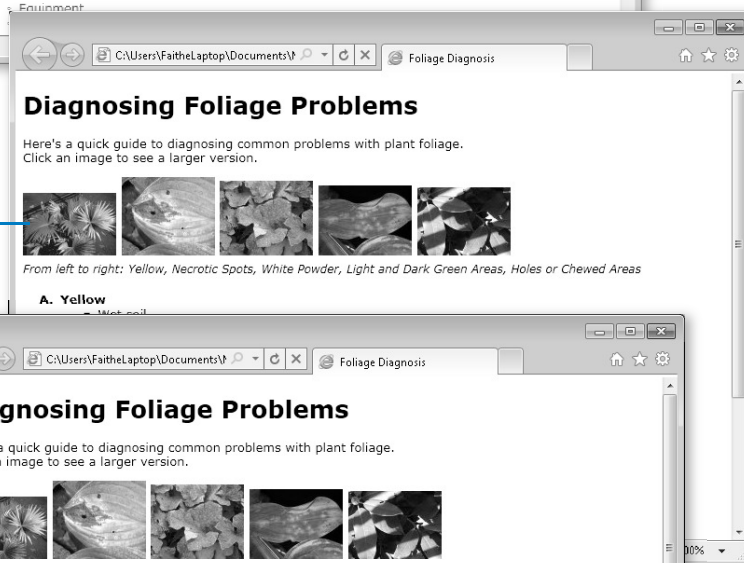 Equipment
C:\Users\FaitheLaptop\Documents\
Foliage Diagnosis
Diagnosing Foliage Problems
Here's a quick guide to diagnosing common problems with plant foliage.
Click an image to see a larger version.
From left to right: Yellow, Necrotic Spots, White Powder, Light and Dark Green Areas, Holes or Chewed Areas
A. Yellow
Wet soil
C:\Users\FaitheLaptop\Documents\
Foliage Diagnosis
gnosing Foliage Problems
a quick guide to diagnosing common problems with plant foliage.
image to see a larger version.
00%